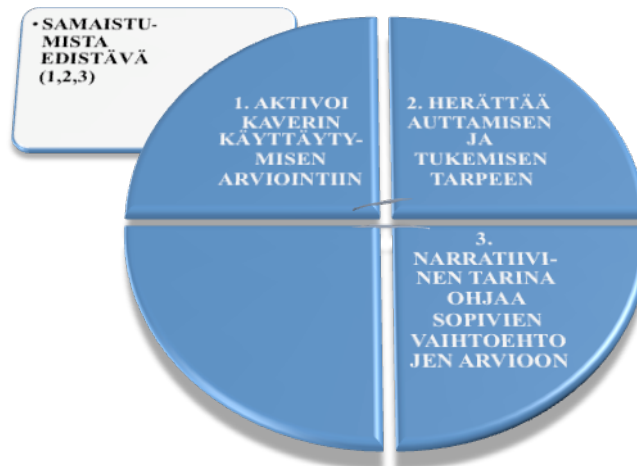 • SAMAISTU-
MISTA
EDISTÄVÄ
(1,2,3)
1. AKTIVOI
KAVERIN
KÄYTTÄYTY-
MISEN
ARVIOINTIIN
2. HERÄTTÄÄ
AUTTAMISEN
JA
TUKEMISEN
TARPEEN
3.
NARRATIIVI-
NEN TARINA
OHJAA
SOPIVIEN
VAIHTOEHTO
JEN ARVIOON